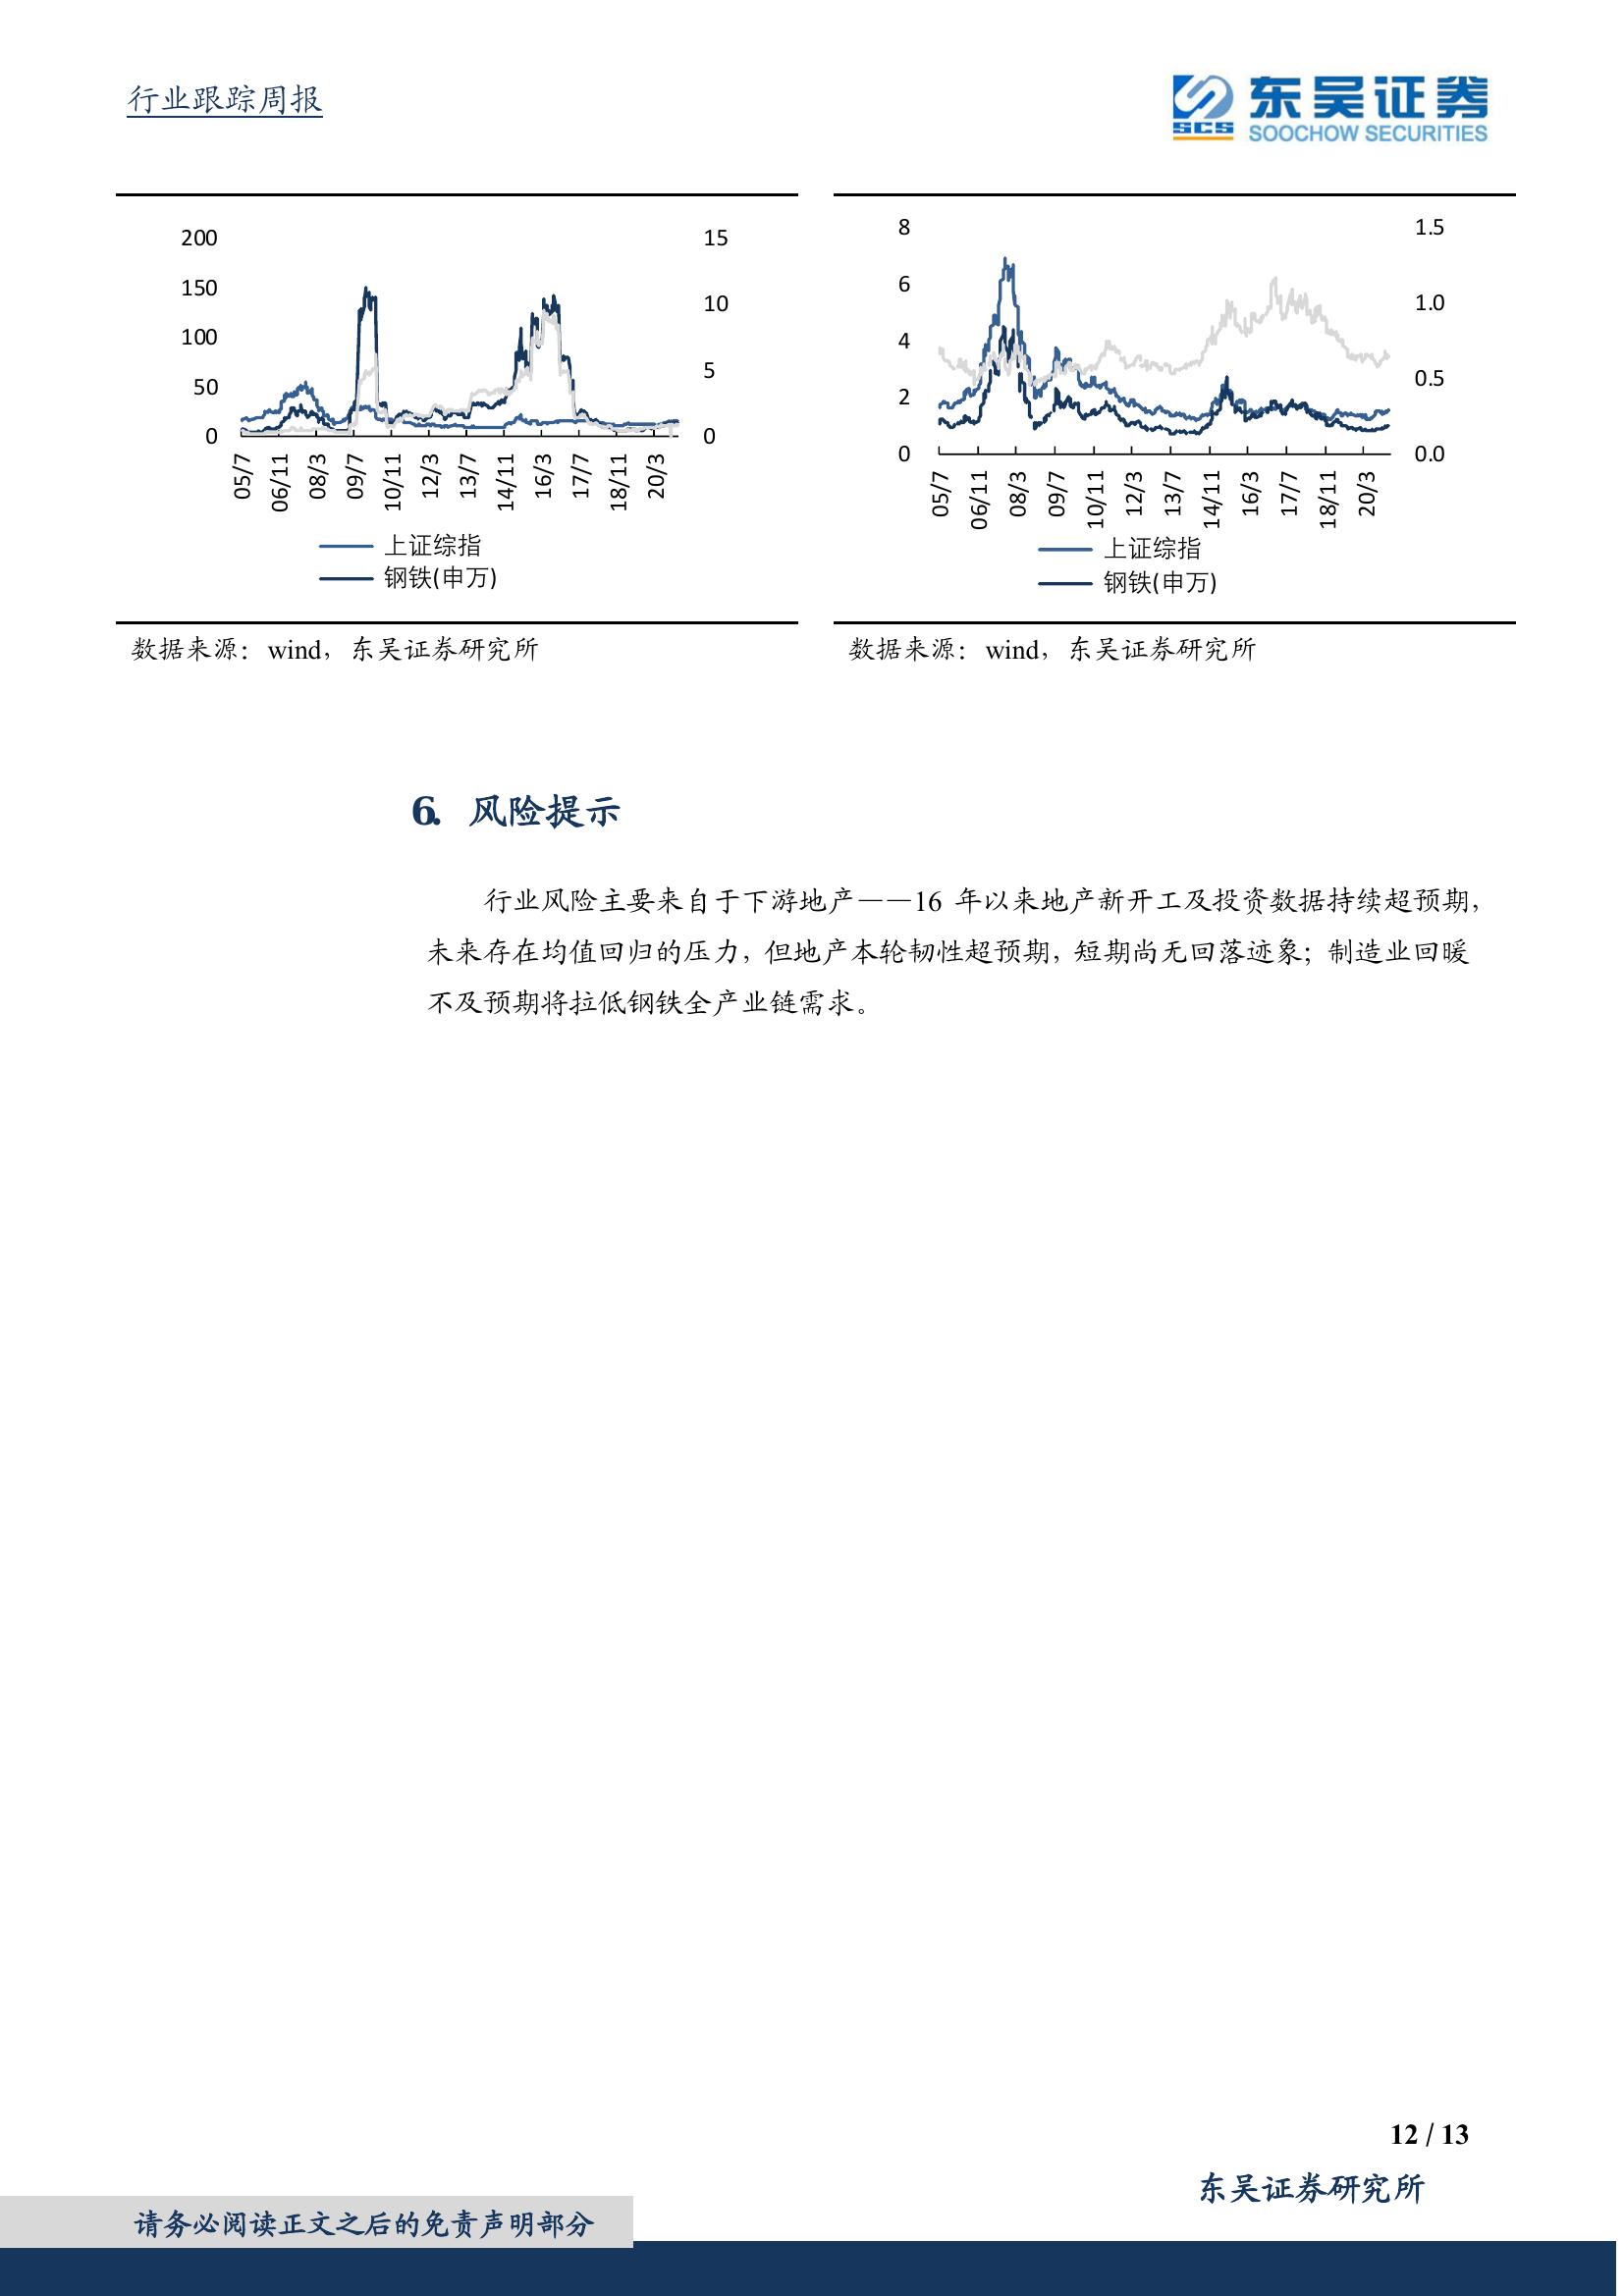 行业跟踪周报
东吴证券
SCS
SOOCHOW SECURITIES
200
150
100
50
0
15
10
5
0
05/7
06/11
08/3
09/7
10/11
12/3
13/7
14/11
16/3
17/7
18/11
20/3
上证综指
钢铁(申万)
8
6
4
2
0
1.5
1.0
0.5
0.0
05/7
06/11
08/3
09/7
10/11
12/3
13/7
14/11
16/3
17/7
18/11
20/3
上证综指
钢铁(申万)
数据来源：wind，东吴证券研究所
数据来源：wind，东吴证券研究所
6. 风险提示
行业风险主要来自于下游地产——16 年以来地产新开工及投资数据持续超预期，
未来存在均值回归的压力，但地产本轮韧性超预期，短期尚无回落迹象；制造业回暖
不及预期将拉低钢铁全产业链需求。
12 / 13
东吴证券研究所
请务必阅读正文之后的免责声明部分